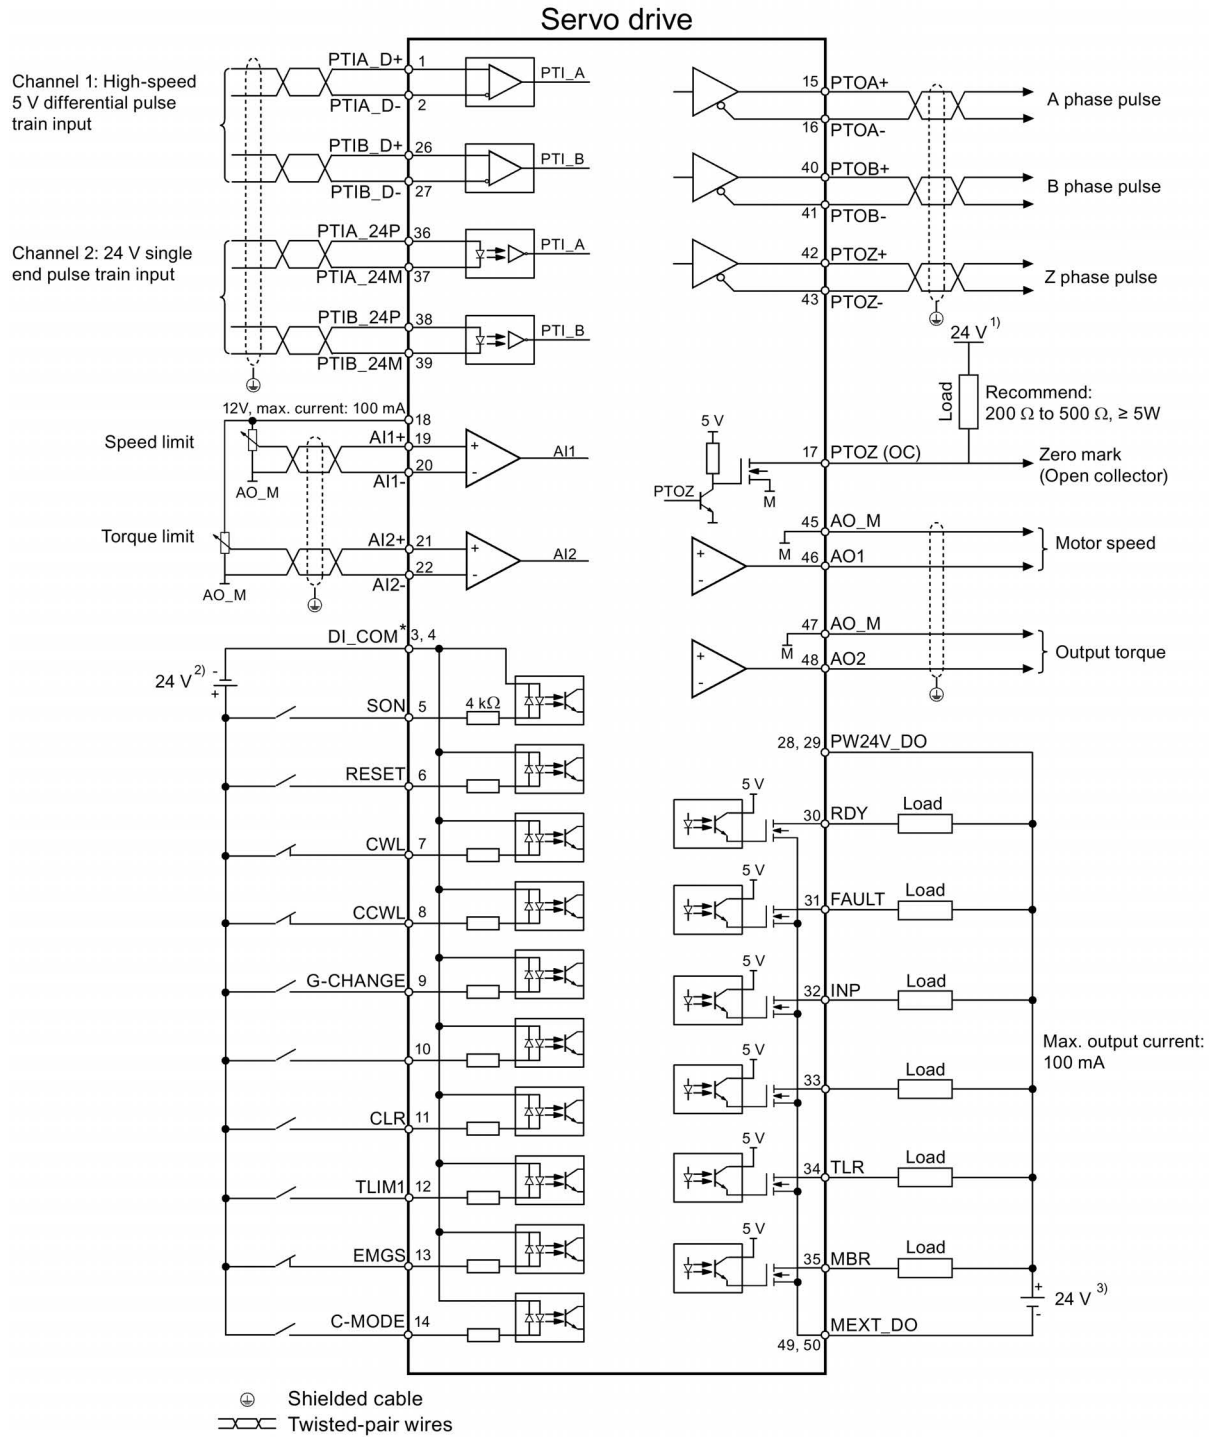 Servo drive
Channel 1: High-speed
5 V differential pulse
train input
PTIA_D+
1
PTI_A
PTIA_D-
2
PTIB_D+
26
PTI_B
PTIB_D-
27
Channel 2: 24 V single
end pulse train input
PTIA_24P
36
PTI_A
PTIA_24M
37
PTIB_24P
38
PTI_B
PTIB_24M
39
12V, max. current: 100 mA
18
Speed limit
AI1+
19
+
AI1
20
-
AI1-
AO_M
Torque limit
AI2+
21
+
AI2
22
-
AI2-
AO_M
DI_COM*
3, 4
24 V 2)
-
+
SON
5
4 kΩ
RESET
6
CWL
7
CCWL
8
G-CHANGE
9
10
CLR
11
TLIM1
12
EMGS
13
C-MODE
14
15
PTOA+
A phase pulse
16
PTOA-
40
PTOB+
B phase pulse
41
PTOB-
42
PTOZ+
Z phase pulse
43
PTOZ-
24 V 1)
Load
Recommend:
200 Ω to 500 Ω, ≥ 5W
5 V
17
PTOZ (OC)
Zero mark
(Open collector)
PTOZ
M
45
AO_M
Motor speed
M
+
-
46
AO1
47
AO_M
Output torque
M
+
-
48
AO2
28, 29
PW24V_DO
5 V
30
RDY
Load
5 V
31
FAULT
Load
5 V
32
INP
Load
Max. output current:
100 mA
5 V
33
Load
5 V
34
TLR
Load
5 V
35
MBR
Load
+
24 V 3)
-
MEXT_DO
49, 50
Shielded cable
Twisted-pair wires